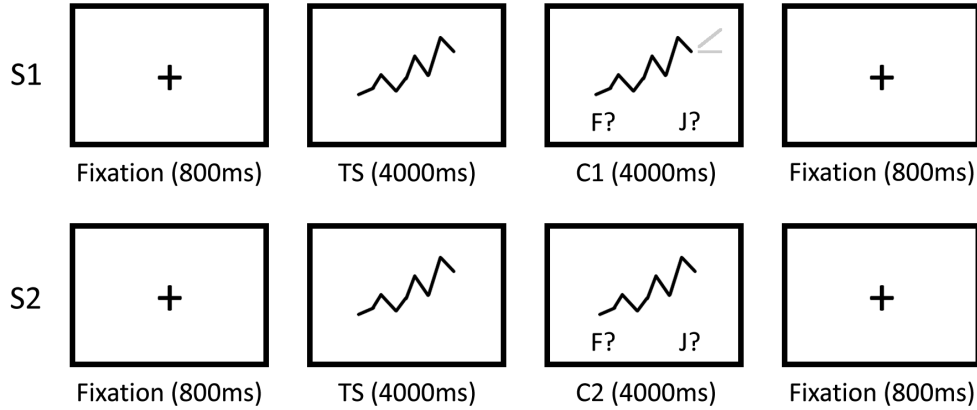 S1
F? J?
Fixation (800ms) TS (4000ms) C1 (4000ms) Fixation (800ms)
S2
F? J?
Fixation (800ms) TS (4000ms) C2 (4000ms) Fixation (800ms)